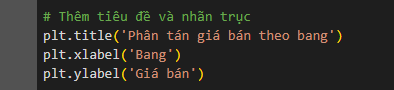 # Thêm tiêu đề và nhãn trục
plt.title('Phân tán giá bán theo bang')
plt.xlabel('Bang')
plt.ylabel('Giá bán')